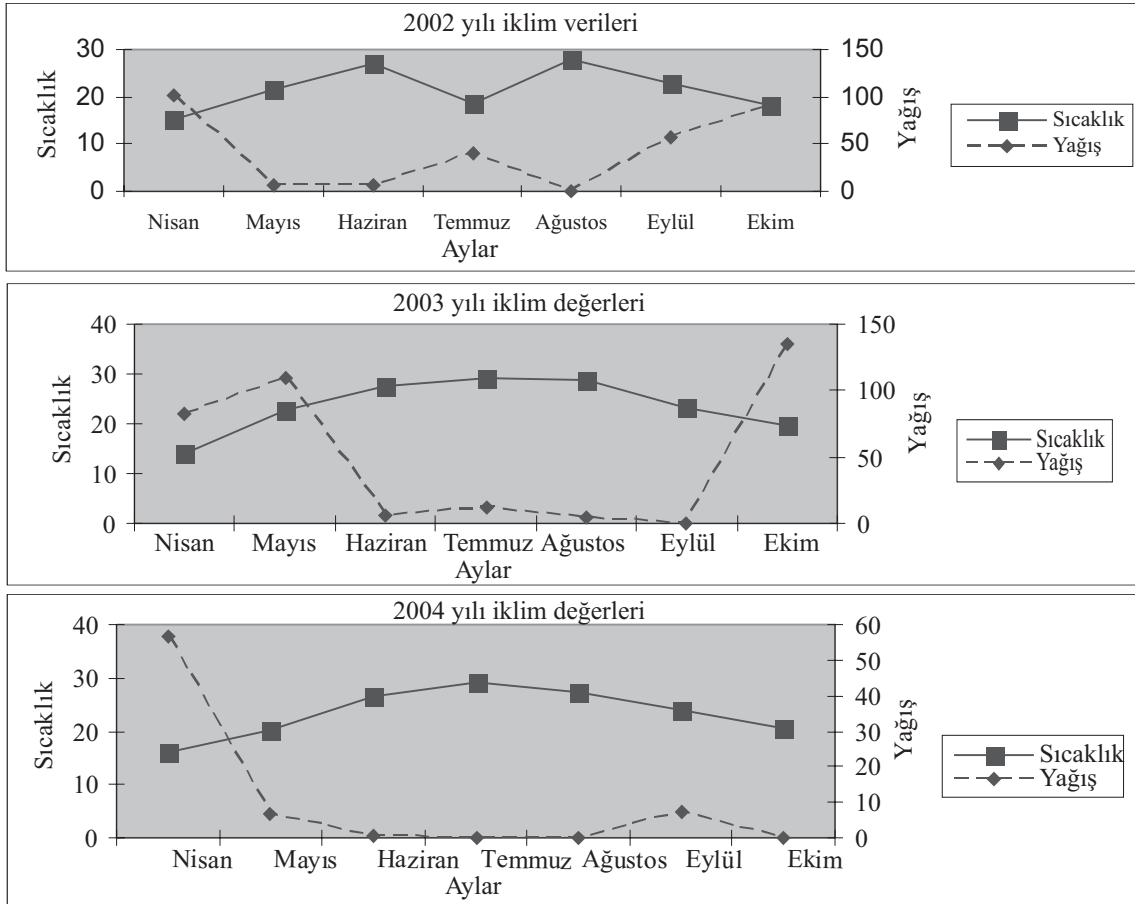 2002 yılı iklim verileri
Sıcaklık
30
20
10
0
Yağış
150
100
50
0
Nisan Mayıs Haziran Temmuz Ağustos Eylül Ekim
Aylar
Sıcaklık
Yağış
2003 yılı iklim değerleri
Sıcaklık
40
30
20
10
0
Yağış
150
100
50
0
Nisan Mayıs Haziran Temmuz Ağustos Eylül Ekim
Aylar
Sıcaklık
Yağış
2004 yılı iklim değerleri
Sıcaklık
40
30
20
10
0
Yağış
60
50
40
30
20
10
0
Nisan Mayıs Haziran Temmuz Ağustos Eylül Ekim
Aylar
Sıcaklık
Yağış